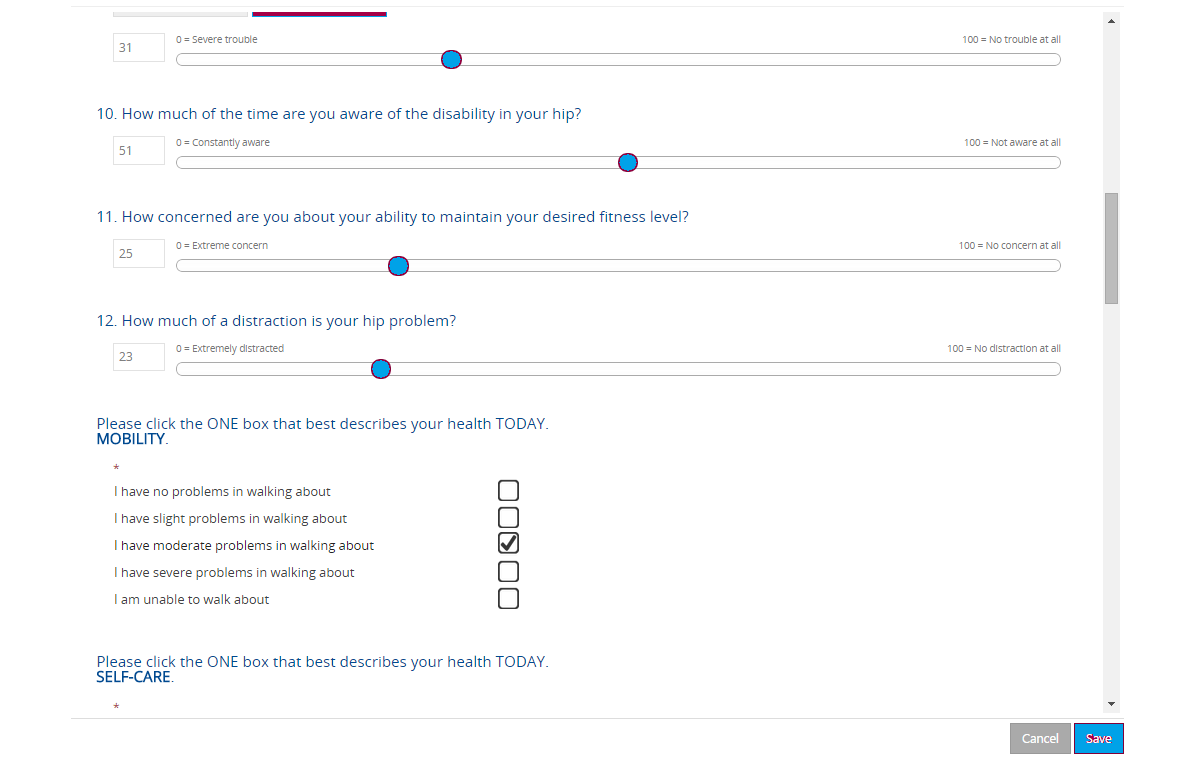 31
0 = Severe trouble
100 = No trouble at all
10. How much of the time are you aware of the disability in your hip?
51
0 = Constantly aware
100 = Not aware at all
11. How concerned are you about your ability to maintain your desired fitness level?
25
0 = Extreme concern
100 = No concern at all
12. How much of a distraction is your hip problem?
23
0 = Extremely distracted
100 = No distraction at all
Please click the ONE box that best describes your health TODAY.
MOBILITY.
*
I have no problems in walking about
I have slight problems in walking about
I have moderate problems in walking about
I have severe problems in walking about
I am unable to walk about
Please click the ONE box that best describes your health TODAY.
SELF-CARE.
*
Cancel
Save